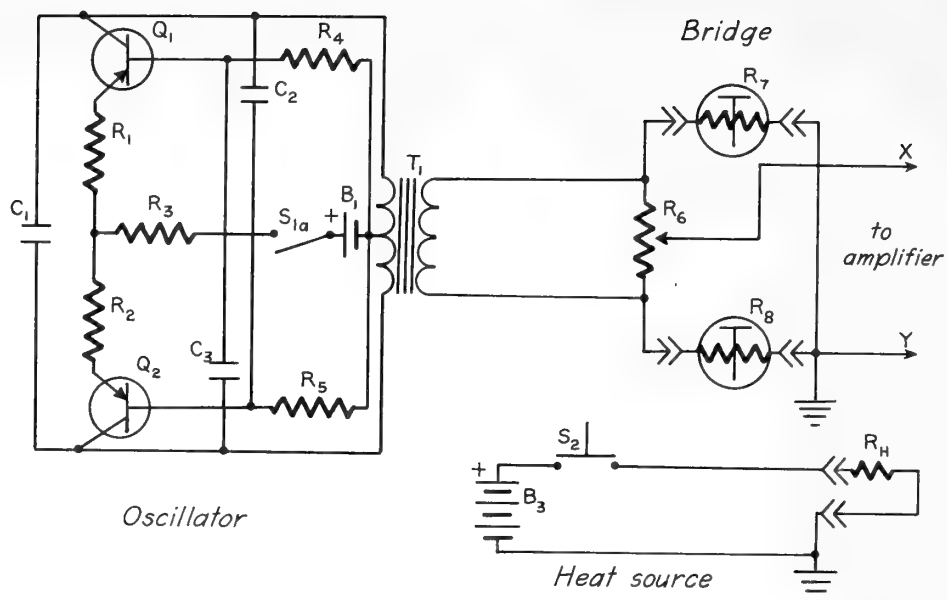 Bridge
Q1
R4
C2
R7
R1
T1
X
C1
R3
S1a
+
B1
R6
to
amplifier
R2
R8
C3
Y
Q2
R5
S2
RH
+
B3
Oscillator
Heat source